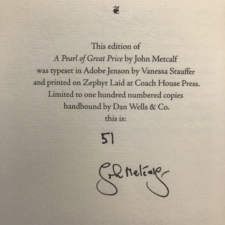 This edition of
A Pearl of Great Price by John Metcalf
was typeset in Adobe Jenson by Vanessa Stauffer
and printed on Zephyr Laid at Coach House Press.
Limited to one hundred numbered copies
handbound by Dan Wells & Co.
this is:
51
John Metcalf